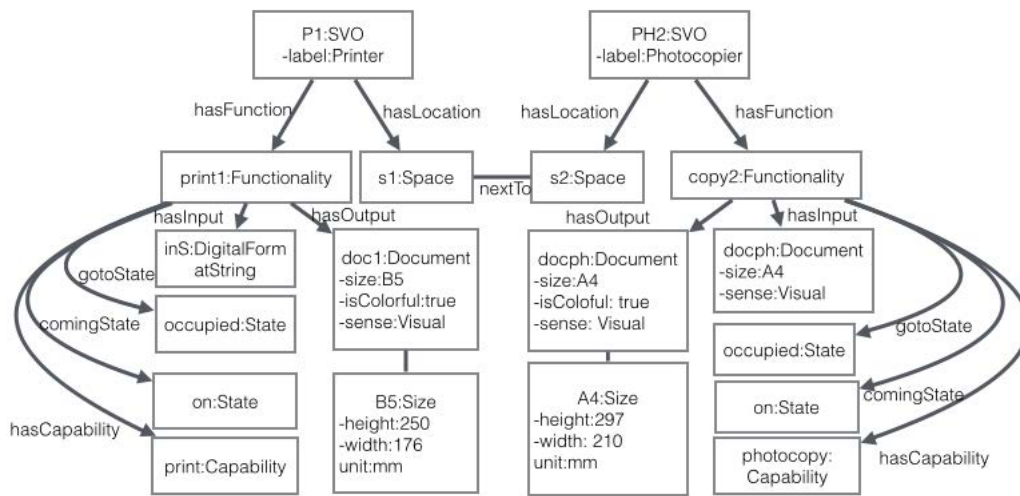 P1:SVO
-label:Printer
PH2:SVO
-label:Photocopier
hasFunction
hasLocation
hasLocation
hasFunction
print1:Functionality
s1:Space
nextTo
s2:Space
copy2:Functionality
hasInput
hasOutput
hasOutput
hasInput
inS:DigitalForm
atString
doc1:Document
-size:B5
-isColorful:true
-sense:Visual
docph:Document
-size:A4
-isColoful: true
-sense: Visual
docph:Document
-size:A4
-sense:Visual
gotoState
occupied:State
gotoState
occupied:State
comingState
on:State
B5:Size
-height:250
-width:176
unit:mm
A4:Size
-height:297
-width: 210
unit:mm
on:State
comingState
hasCapability
print:Capability
photocopy:
Capability
hasCapability